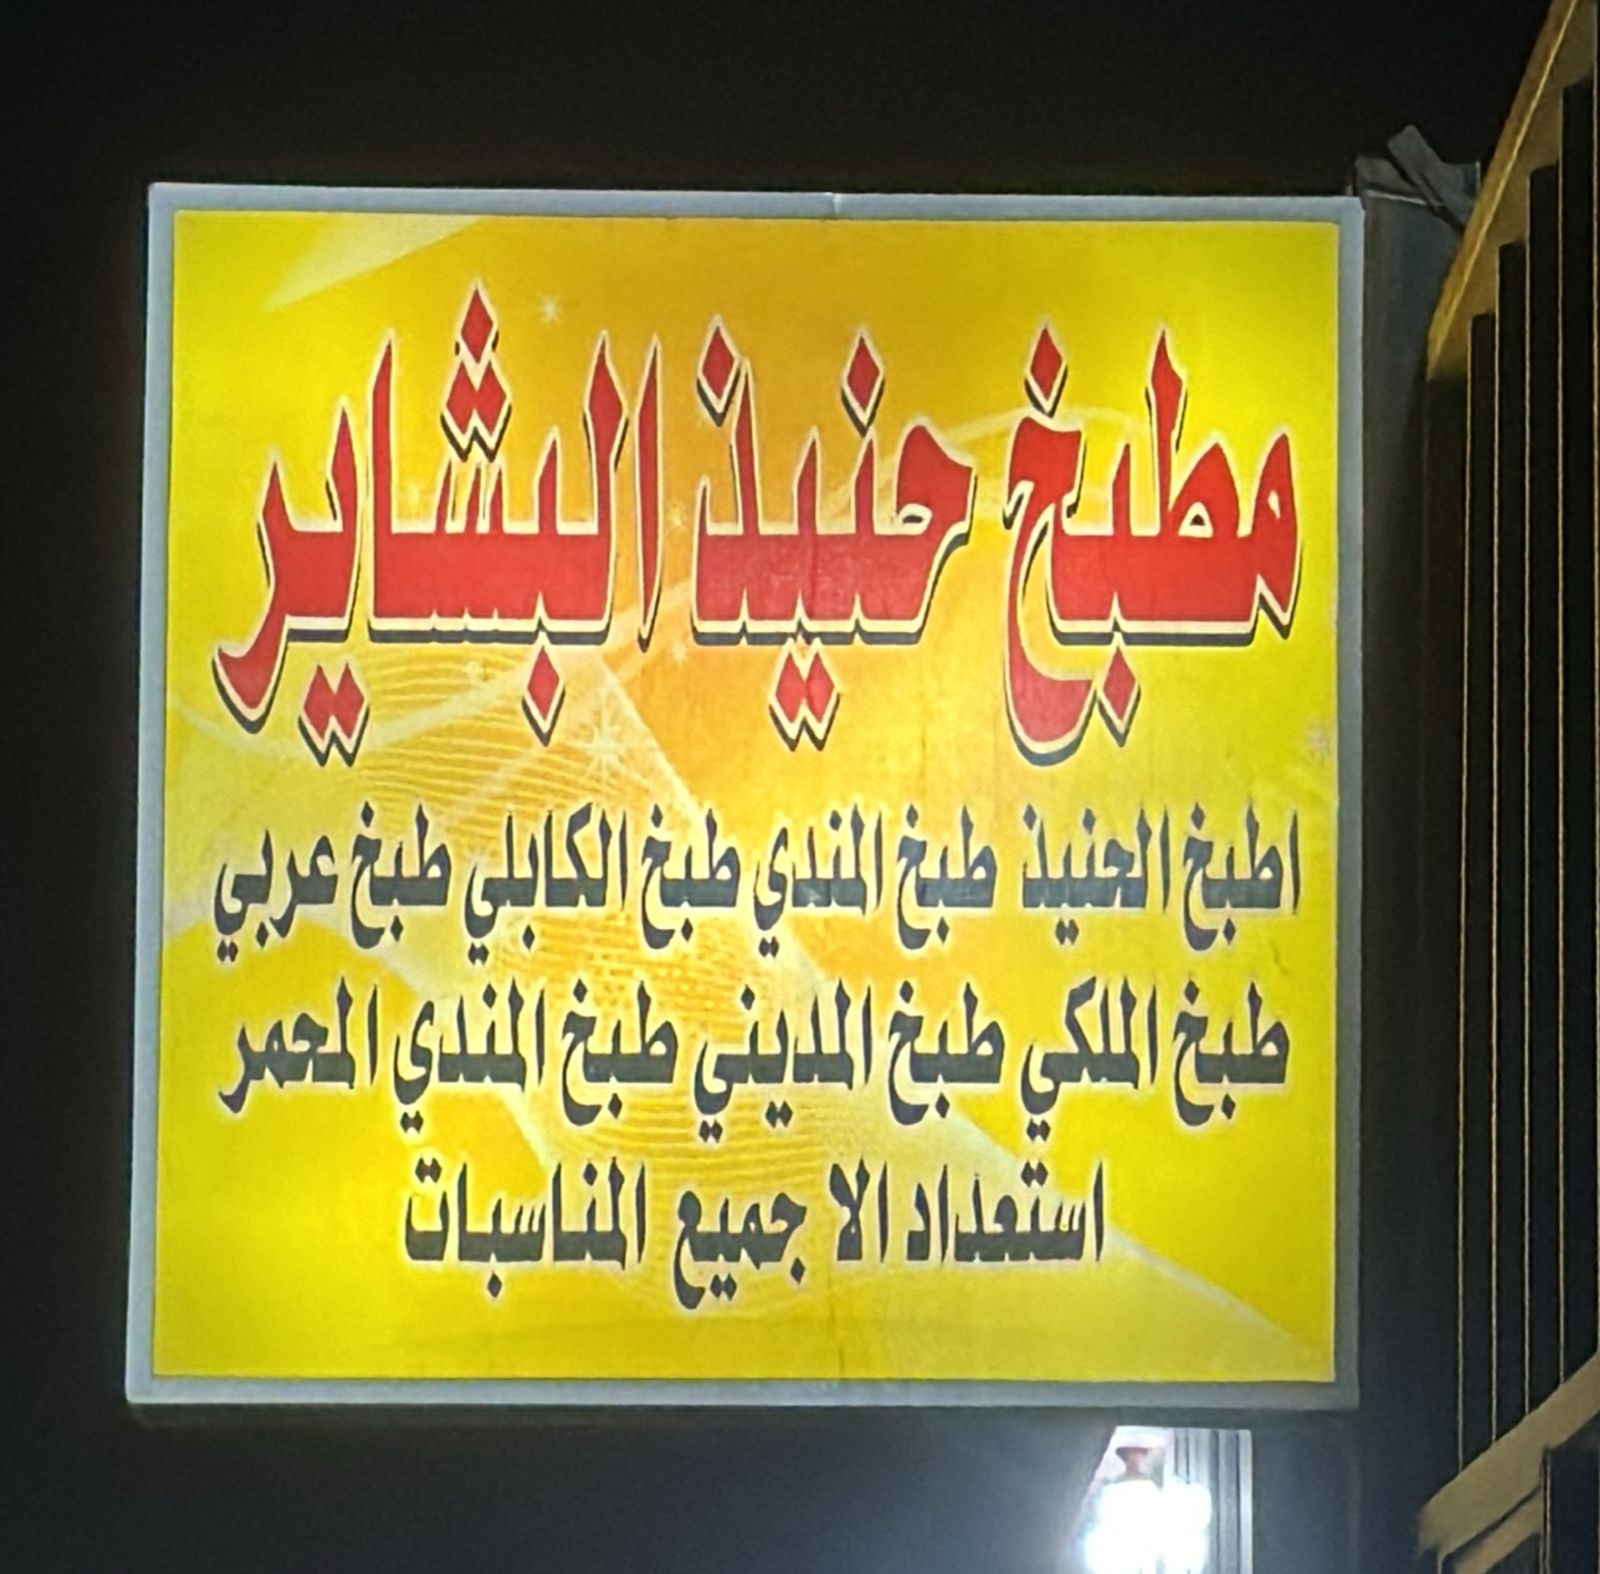 مطبخ حنيذ البشاير
اطبخ الحنيذ طبخ المندي طبخ الكابلي طبخ عربي
طبخ الملكي طبخ المديني طبخ المندي المحمر
استعداد الا جميع المناسبات